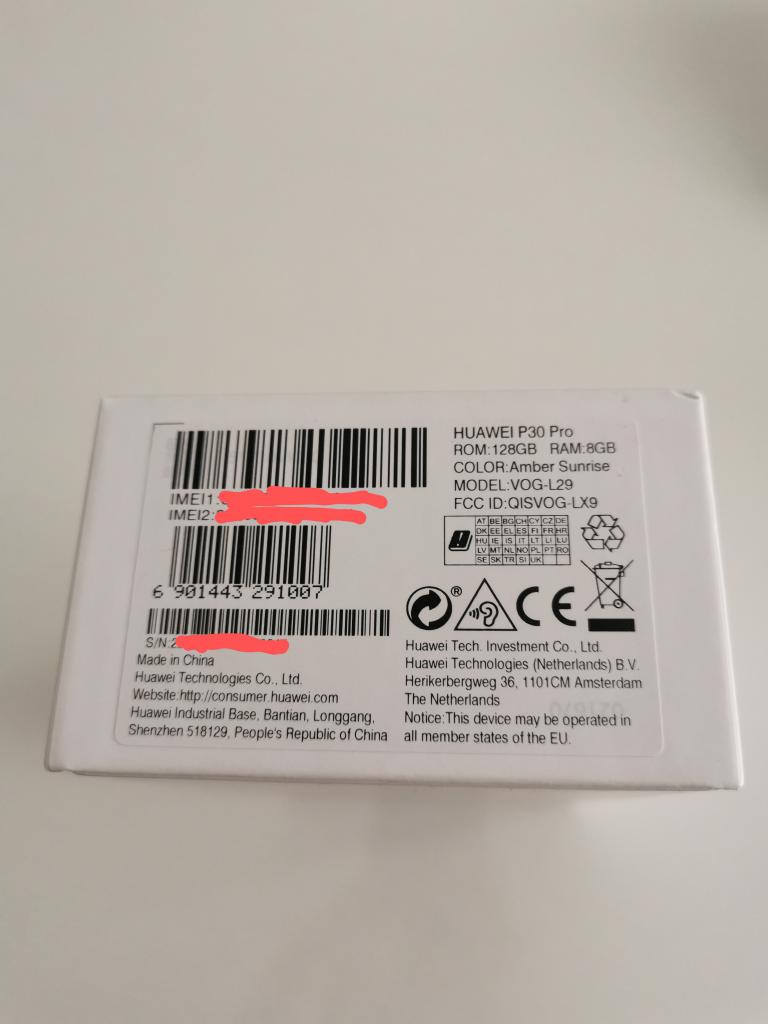 IMEI1:
IMEI2:
6 901443 291007
S/N:2
Made in China
Huawei Technologies Co., Ltd.
Website:http://consumer.huawei.com
Huawei Industrial Base, Bantian, Longgang,
Shenzhen 518129, People's Republic of China
HUAWEI P30 Pro
ROM:128GB RAM:8GB
COLOR:Amber Sunrise
MODEL:VOG-L29
FCC ID:QISVOG-LX9
AT BE BG CH CY CZ DE
DK EE EL ES FI FR HR
HU IE IS IT LT LI LU
LV MT NL NO PL PT RO
SE SK TR SI UK
® CE
Huawei Tech. Investment Co., Ltd.
Huawei Technologies (Netherlands) B.V.
Herikerbergweg 36, 1101CM Amsterdam
The Netherlands
Notice:This device may be operated in
all member states of the EU.